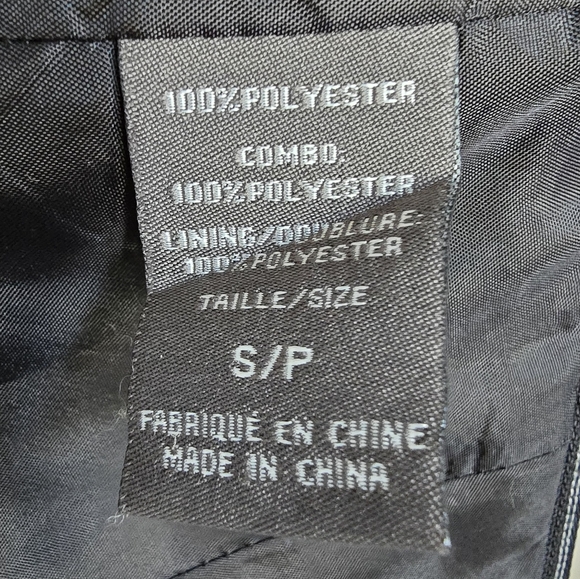 100%POLYESTER
COMBO:
100%POLYESTER
LINING/DOUBLURE:
100%POLYESTER
TAILLE/SIZE
S/P
FABRIQUÉ EN CHINE
MADE IN CHINA